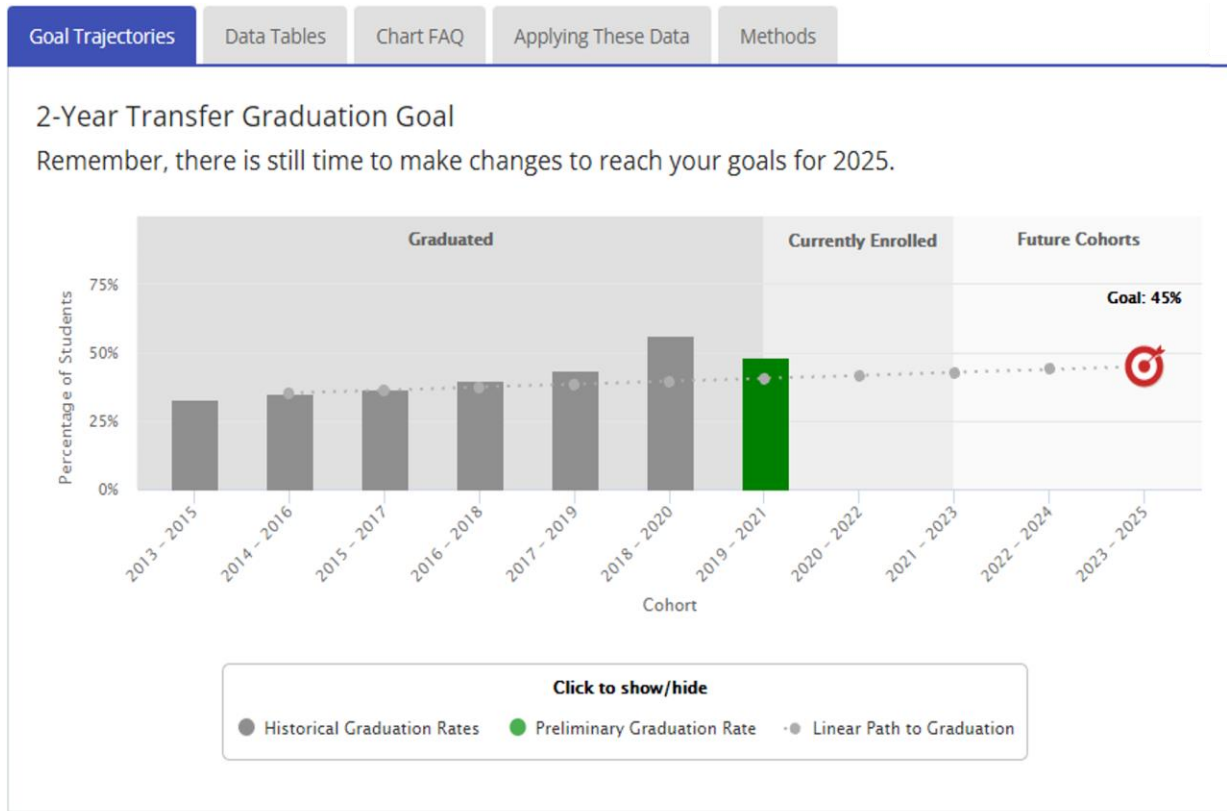 Goal Trajectories
Data Tables
Chart FAQ
Applying These Data
Methods
2-Year Transfer Graduation Goal
Remember, there is still time to make changes to reach your goals for 2025.
Graduated
Currently Enrolled
Future Cohorts
Goal: 45%
Percentage of Students
75%
50%
25%
0%
2013 - 2015
2014 - 2016
2015 - 2017
2016 - 2018
2017 - 2019
2018 - 2020
2019 - 2021
2020 - 2022
2021 - 2023
2022 - 2024
2023 - 2025
Cohort
Click to show/hide
Historical Graduation Rates
Preliminary Graduation Rate
Linear Path to Graduation